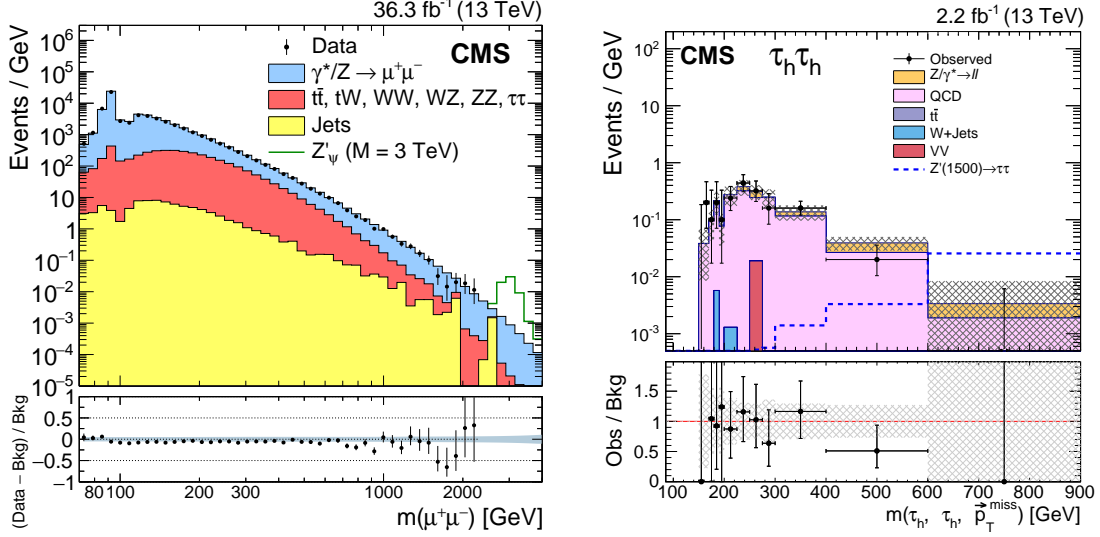 36.3 fb⁻¹ (13 TeV)
CMS
Data
γ*/Z → μ⁺μ⁻
tt̄, tW, WW, WZ, ZZ, ττ
Jets
Z'ψ (M = 3 TeV)
Events / GeV
10⁶
10⁵
10⁴
10³
10²
10
1
10⁻¹
10⁻²
10⁻³
10⁻⁴
10⁻⁵
(Data − Bkg) / Bkg
1
0.5
0
−0.5
−1
80 100 200 300 1000 2000
m(μ⁺μ⁻) [GeV]
2.2 fb⁻¹ (13 TeV)
CMS τₕτₕ
Observed
Z/γ*→ll
QCD
tt̄
W+Jets
VV
Z'(1500)→ττ
Events / GeV
10²
10
1
10⁻¹
10⁻²
10⁻³
Obs / Bkg
2
1.5
1
0.5
0
100 200 300 400 500 600 700 800 900
m(τₕ, τₕ, p⃗_T^miss) [GeV]